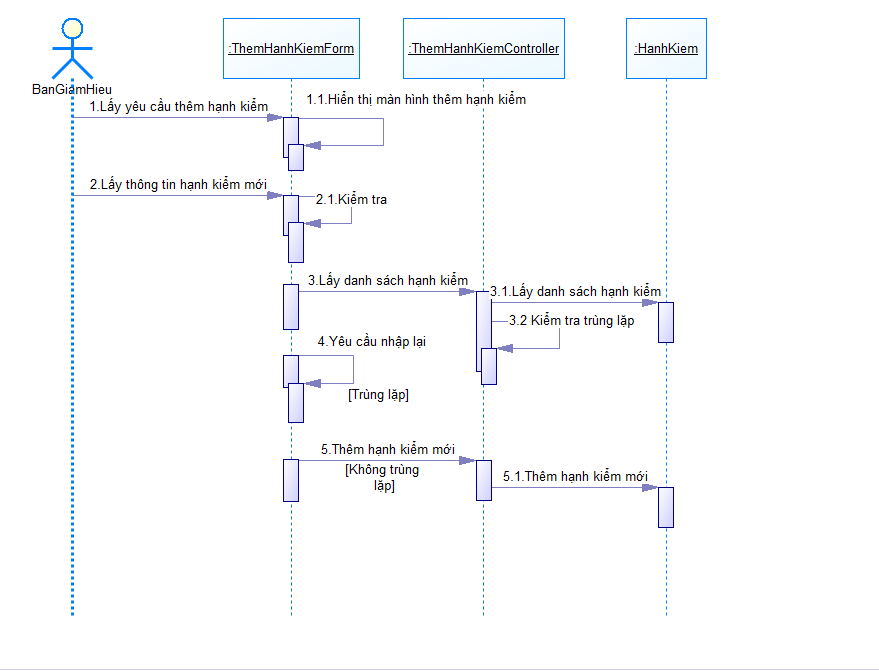 :ThemHanhKiemForm
:ThemHanhKiemController
:HanhKiem
BanGiamHieu
1.Lấy yêu cầu thêm hạnh kiểm
1.1.Hiển thị màn hình thêm hạnh kiểm
2.Lấy thông tin hạnh kiểm mới
2.1.Kiểm tra
3.Lấy danh sách hạnh kiểm
3.1.Lấy danh sách hạnh kiểm
3.2 Kiểm tra trùng lặp
4.Yêu cầu nhập lại
[Trùng lặp]
5.Thêm hạnh kiểm mới
[Không trùng
lặp]
5.1.Thêm hạnh kiểm mới